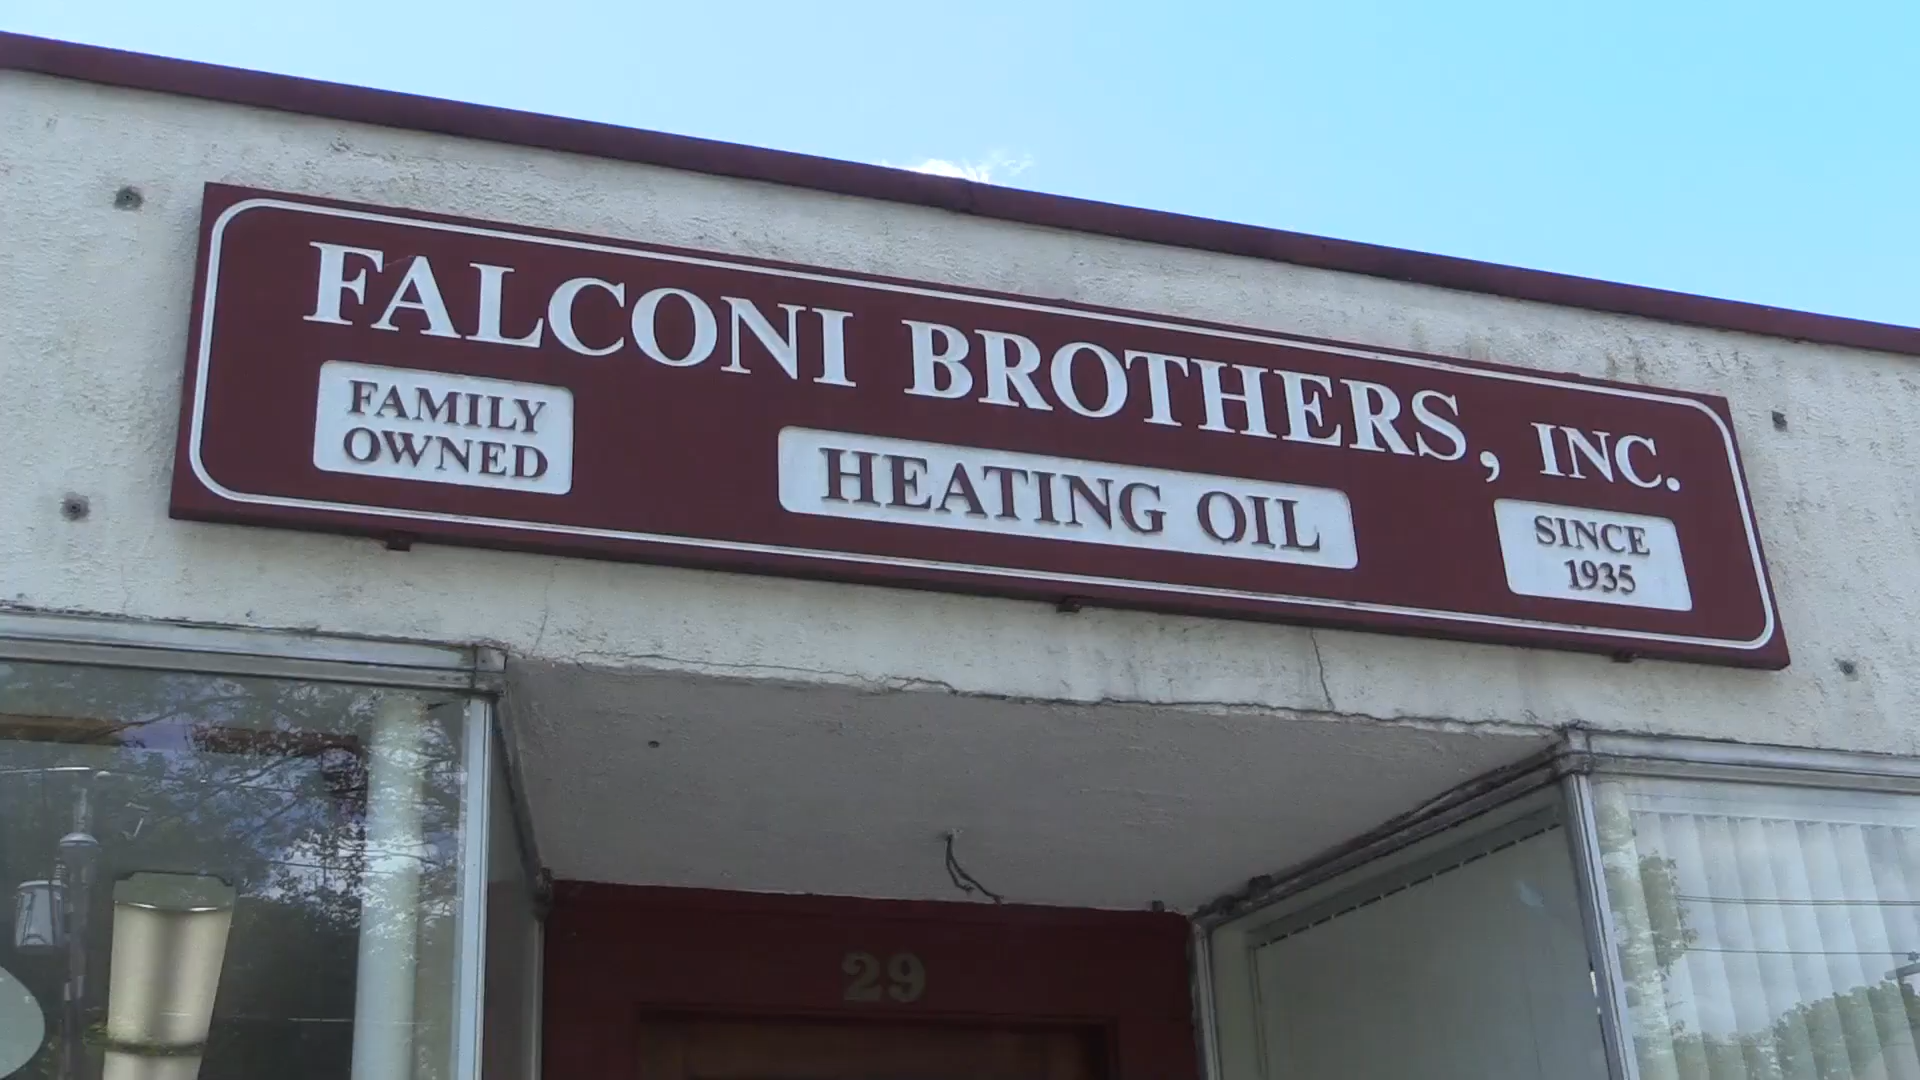 FALCONI BROTHERS, INC.
FAMILY
OWNED
HEATING OIL
SINCE
1935
29